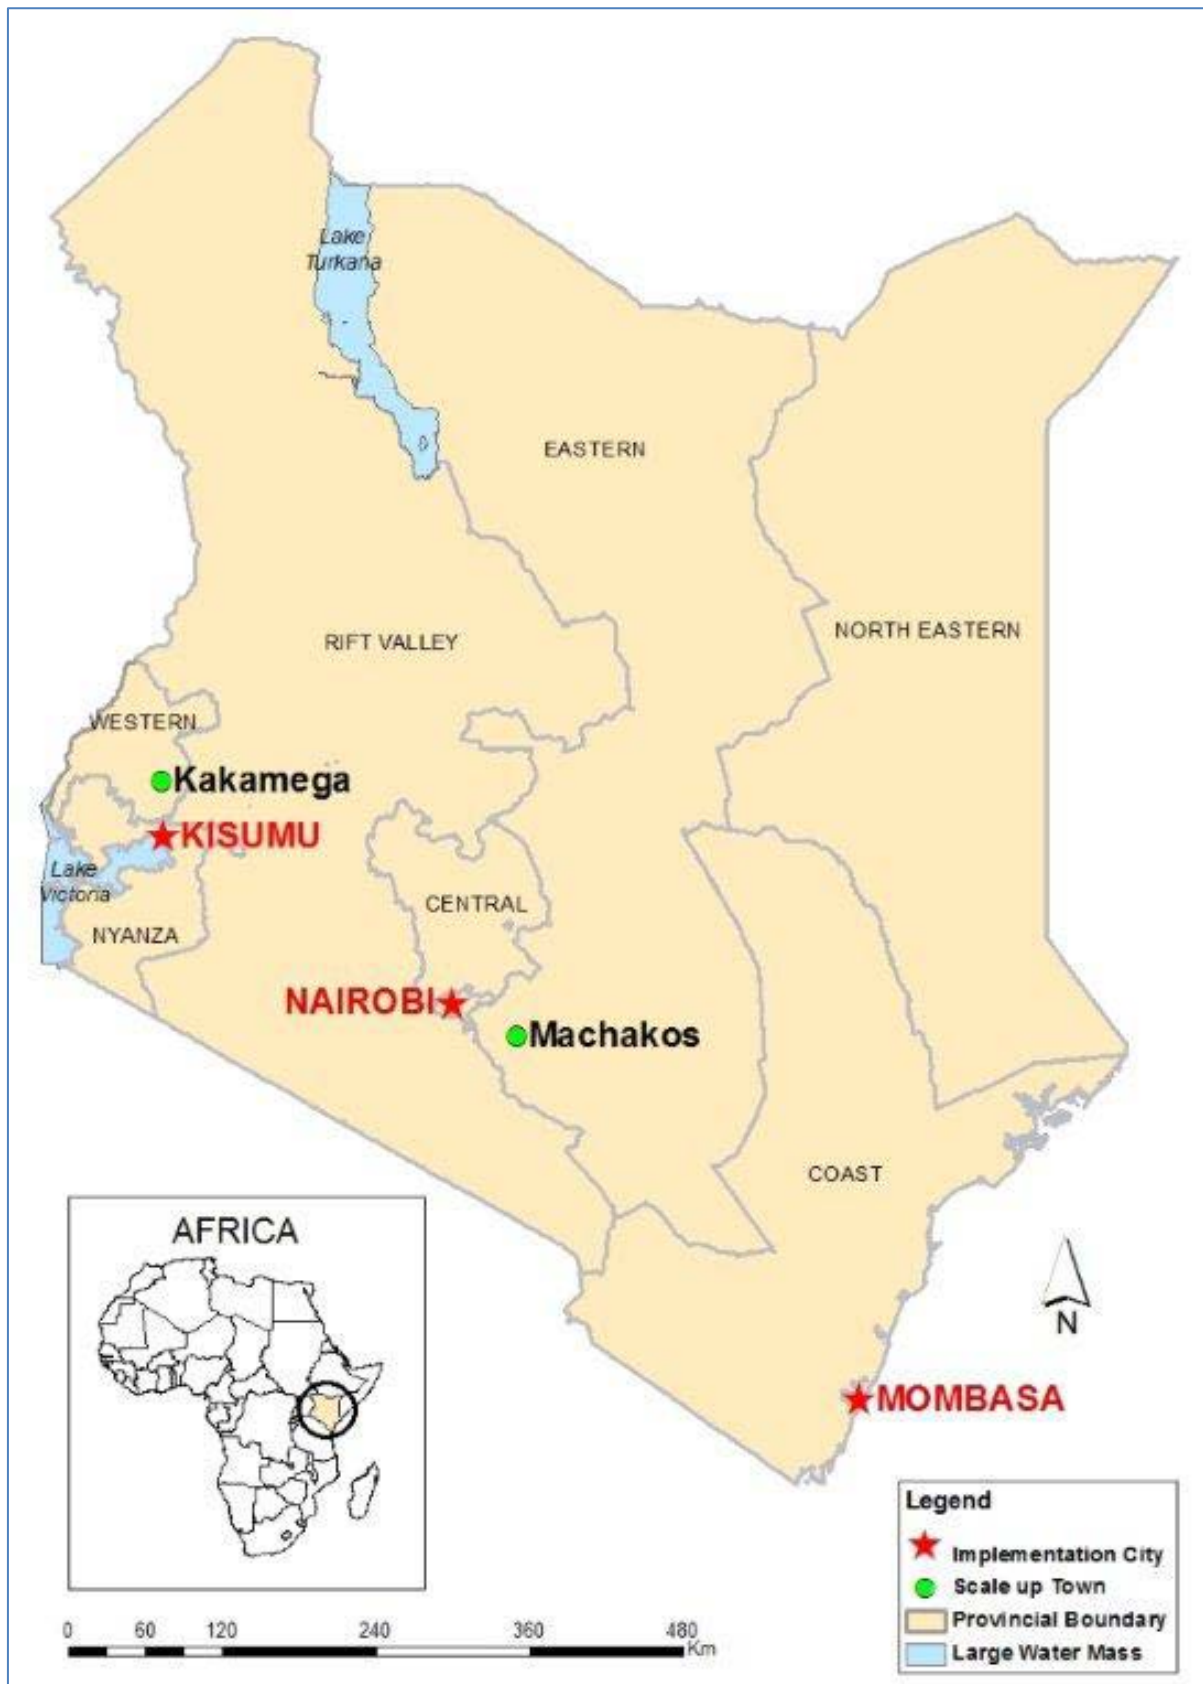 Lake
Turkana
EASTERN
RIFT VALLEY
NORTH EASTERN
WESTERN
Kakamega
KISUMU
Lake
Victoria
CENTRAL
NYANZA
NAIROBI
Machakos
COAST
AFRICA
N
MOMBASA
Legend
Implementation City
Scale up Town
Provincial Boundary
Large Water Mass
0 60 120 240 360 480
Km